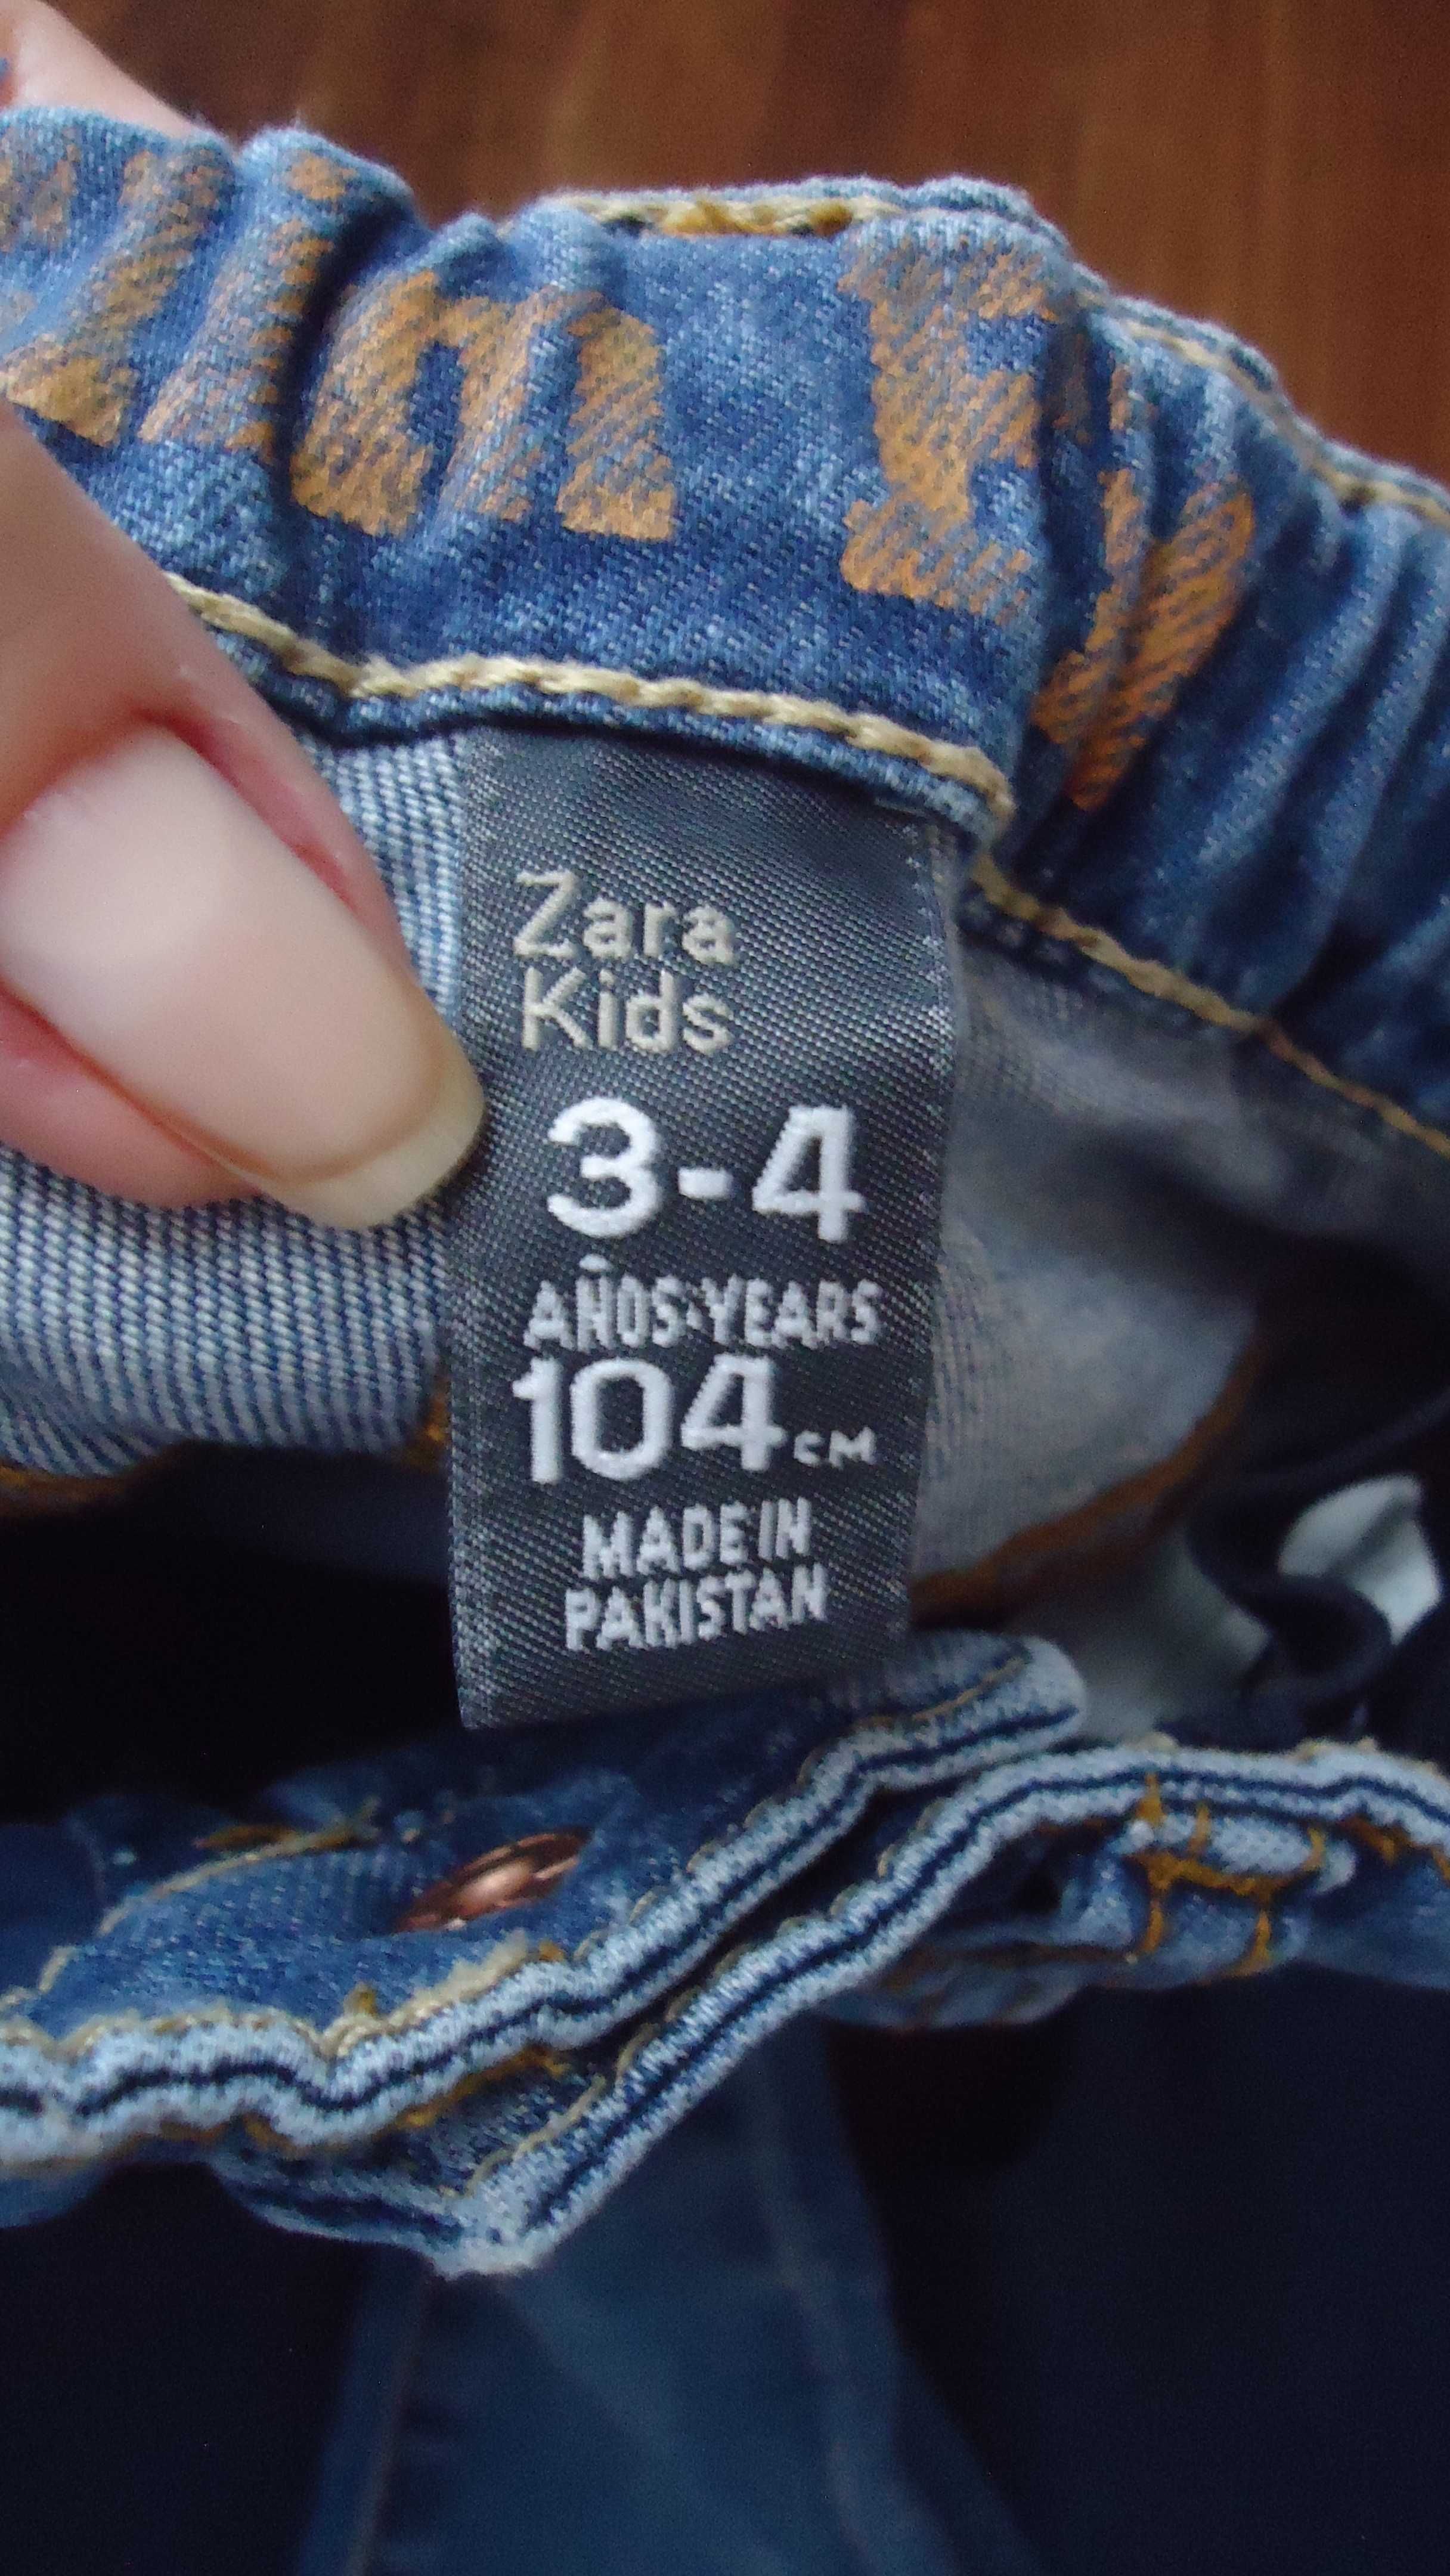 Zara
Kids
3-4
AÑOS·YEARS
104 CM
MADE IN
PAKISTAN